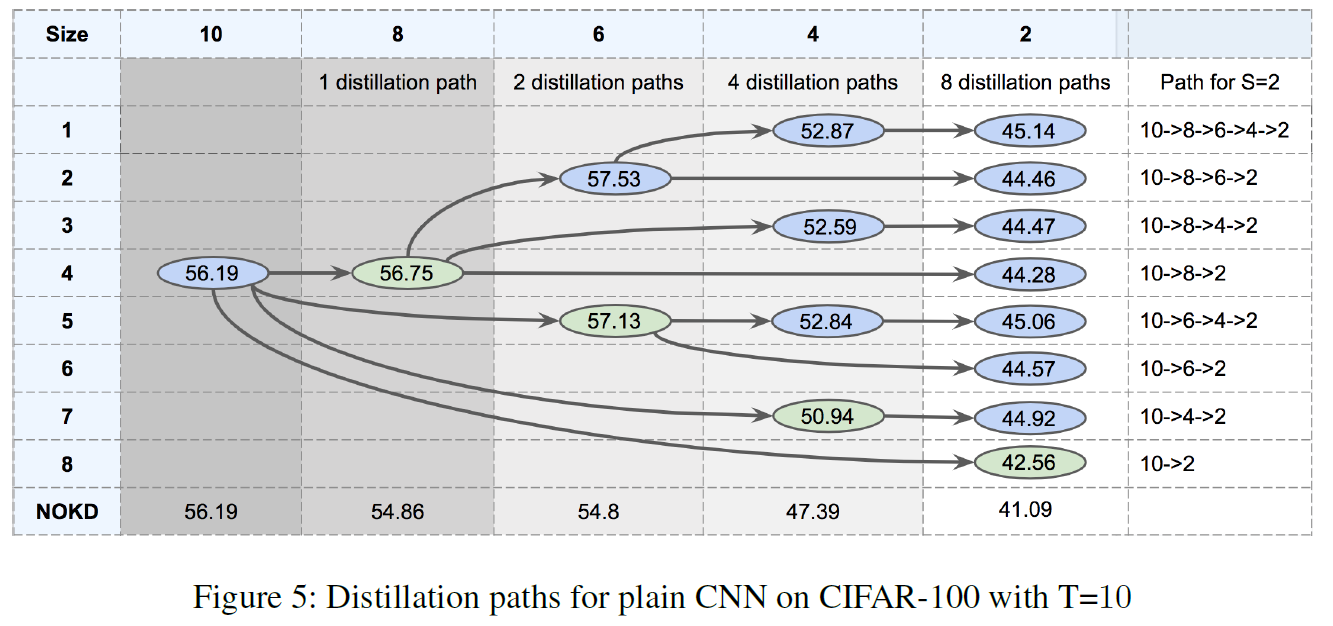 Size 10 8 6 4 2
1 distillation path 2 distillation paths 4 distillation paths 8 distillation paths Path for S=2
1 52.87 45.14 10->8->6->4->2
2 57.53 44.46 10->8->6->2
3 52.59 44.47 10->8->4->2
4 56.19 56.75 44.28 10->8->2
5 57.13 52.84 45.06 10->6->4->2
6 44.57 10->6->2
7 50.94 44.92 10->4->2
8 42.56 10->2
NOKD 56.19 54.86 54.8 47.39 41.09
Figure 5: Distillation paths for plain CNN on CIFAR-100 with T=10